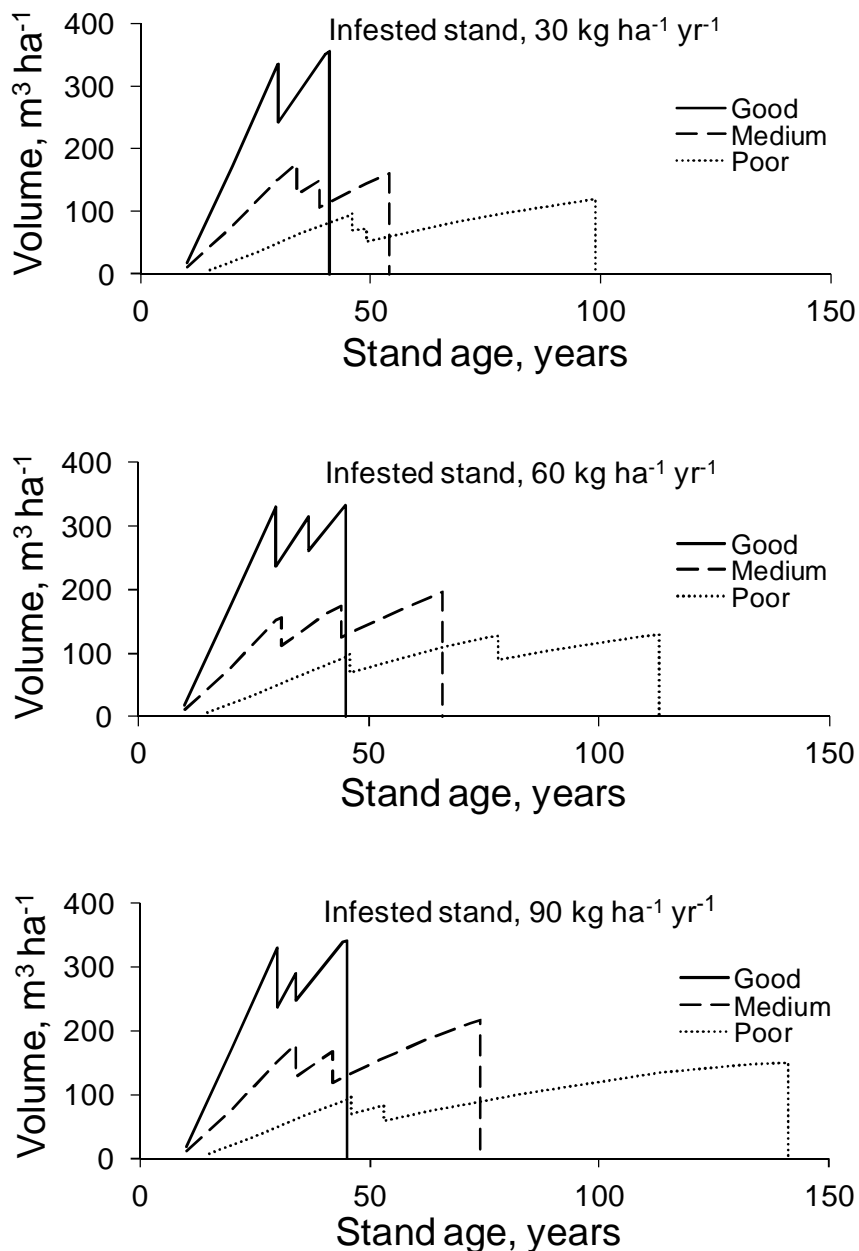 Infested stand, 30 kg ha⁻¹ yr⁻¹
Volume, m³ ha⁻¹
400
300
200
100
0
Good
Medium
Poor
0 50 100 150
Stand age, years
Infested stand, 60 kg ha⁻¹ yr⁻¹
Volume, m³ ha⁻¹
400
300
200
100
0
Good
Medium
Poor
0 50 100 150
Stand age, years
Infested stand, 90 kg ha⁻¹ yr⁻¹
Volume, m³ ha⁻¹
400
300
200
100
0
Good
Medium
Poor
0 50 100 150
Stand age, years